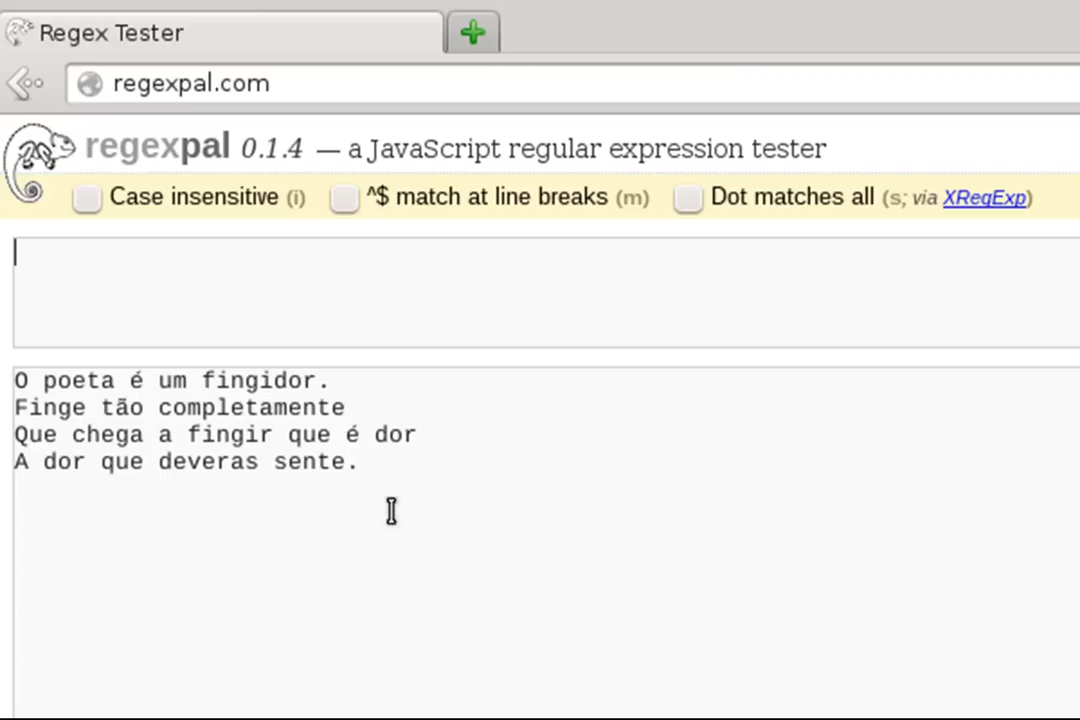 Regex Tester
regexpal.com
regexpal 0.1.4 — a JavaScript regular expression tester
Case insensitive (i) ^$ match at line breaks (m) Dot matches all (s; via XRegExp)
O poeta é um fingidor.
Finge tão completamente
Que chega a fingir que é dor
A dor que deveras sente.